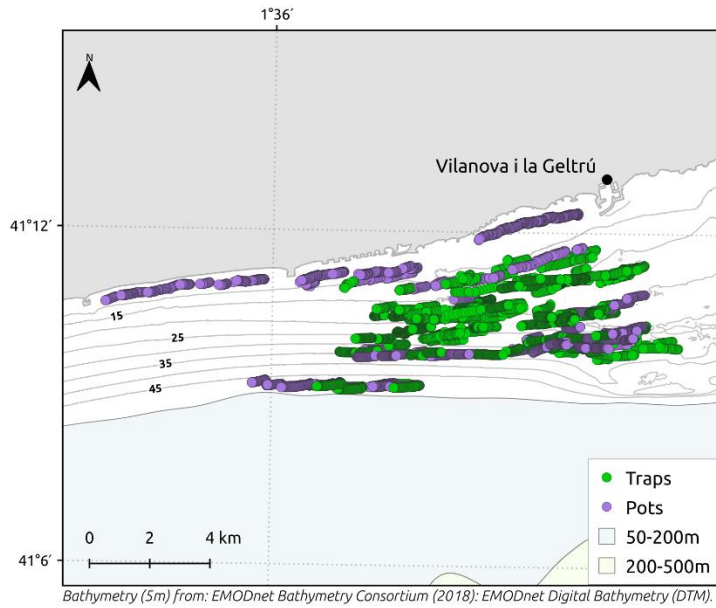 1°36′
N
Vilanova i la Geltrú
41°12′
15
25
35
45
Traps
Pots
50-200m
200-500m
0 2 4 km
41°6′
Bathymetry (5m) from: EMODnet Bathymetry Consortium (2018): EMODnet Digital Bathymetry (DTM).